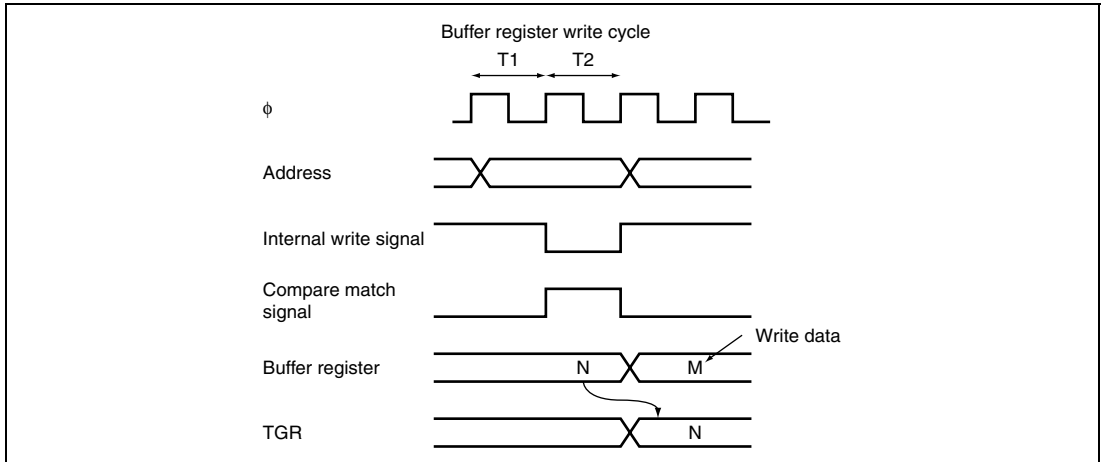 Buffer register write cycle
T1 T2
ϕ
Address
Internal write signal
Compare match
signal
Write data
Buffer register N M
TGR N